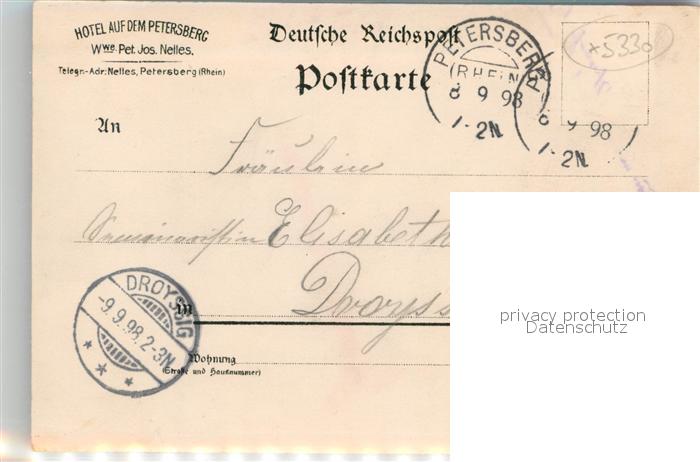 HOTEL AUF DEM PETERSBERG
Wwe. Pet. Jos. Nelles.
Telegr.-Adr: Nelles, Petersberg (Rhein)
Deutsche Reichspost
Postkarte
PETERSBERG
(RHEIN)
8 9 98
1-2N
P
8 9 98
1-2N
x5330
An
Fräulein
Seminaristin Elisabeth
in Droyss
DROYSSIG
-9.9.98.2-3N
* * *
Wohnung
(Straße und Hausnummer)
privacy protection
Datenschutz